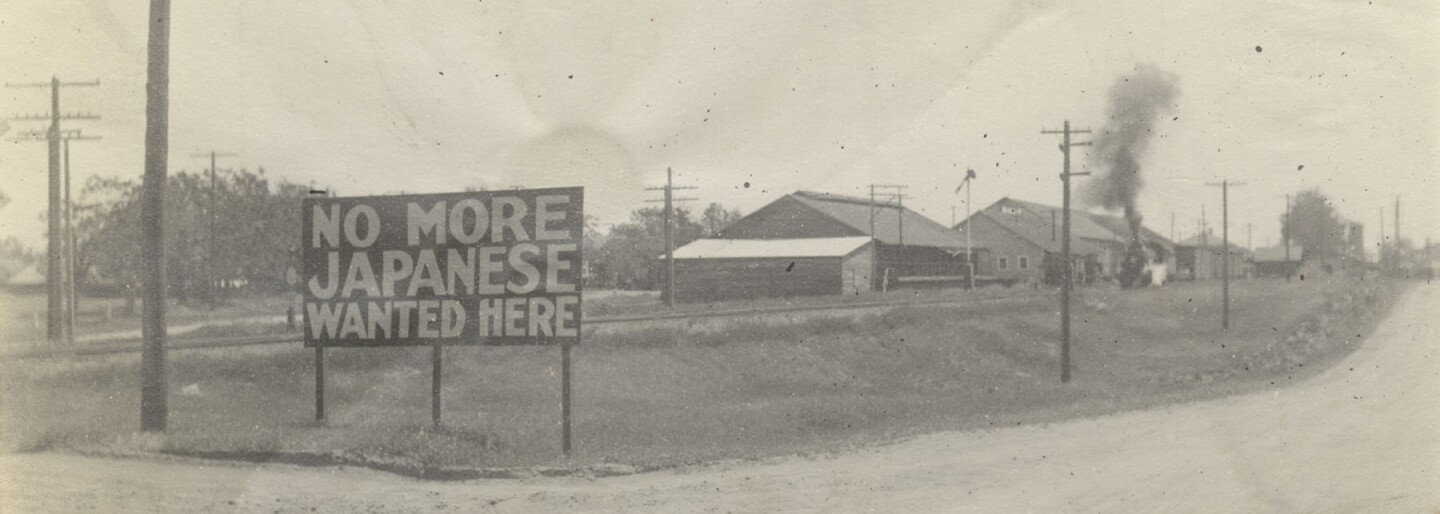 NO MORE
JAPANESE
WANTED HERE